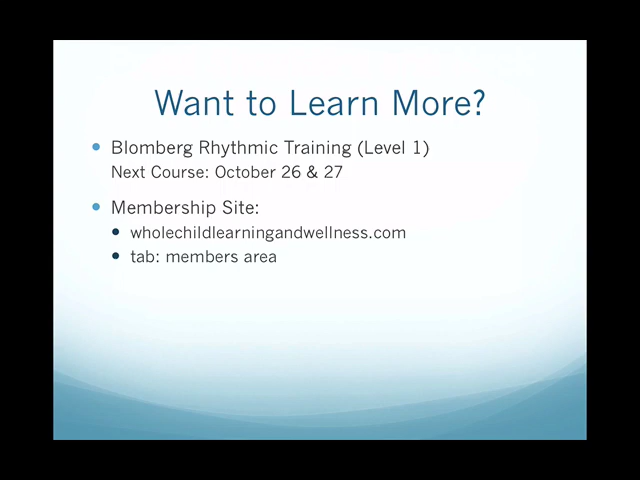 Want to Learn More?
Blomberg Rhythmic Training (Level 1)
Next Course: October 26 & 27
Membership Site:
wholechildlearningandwellness.com
tab: members area